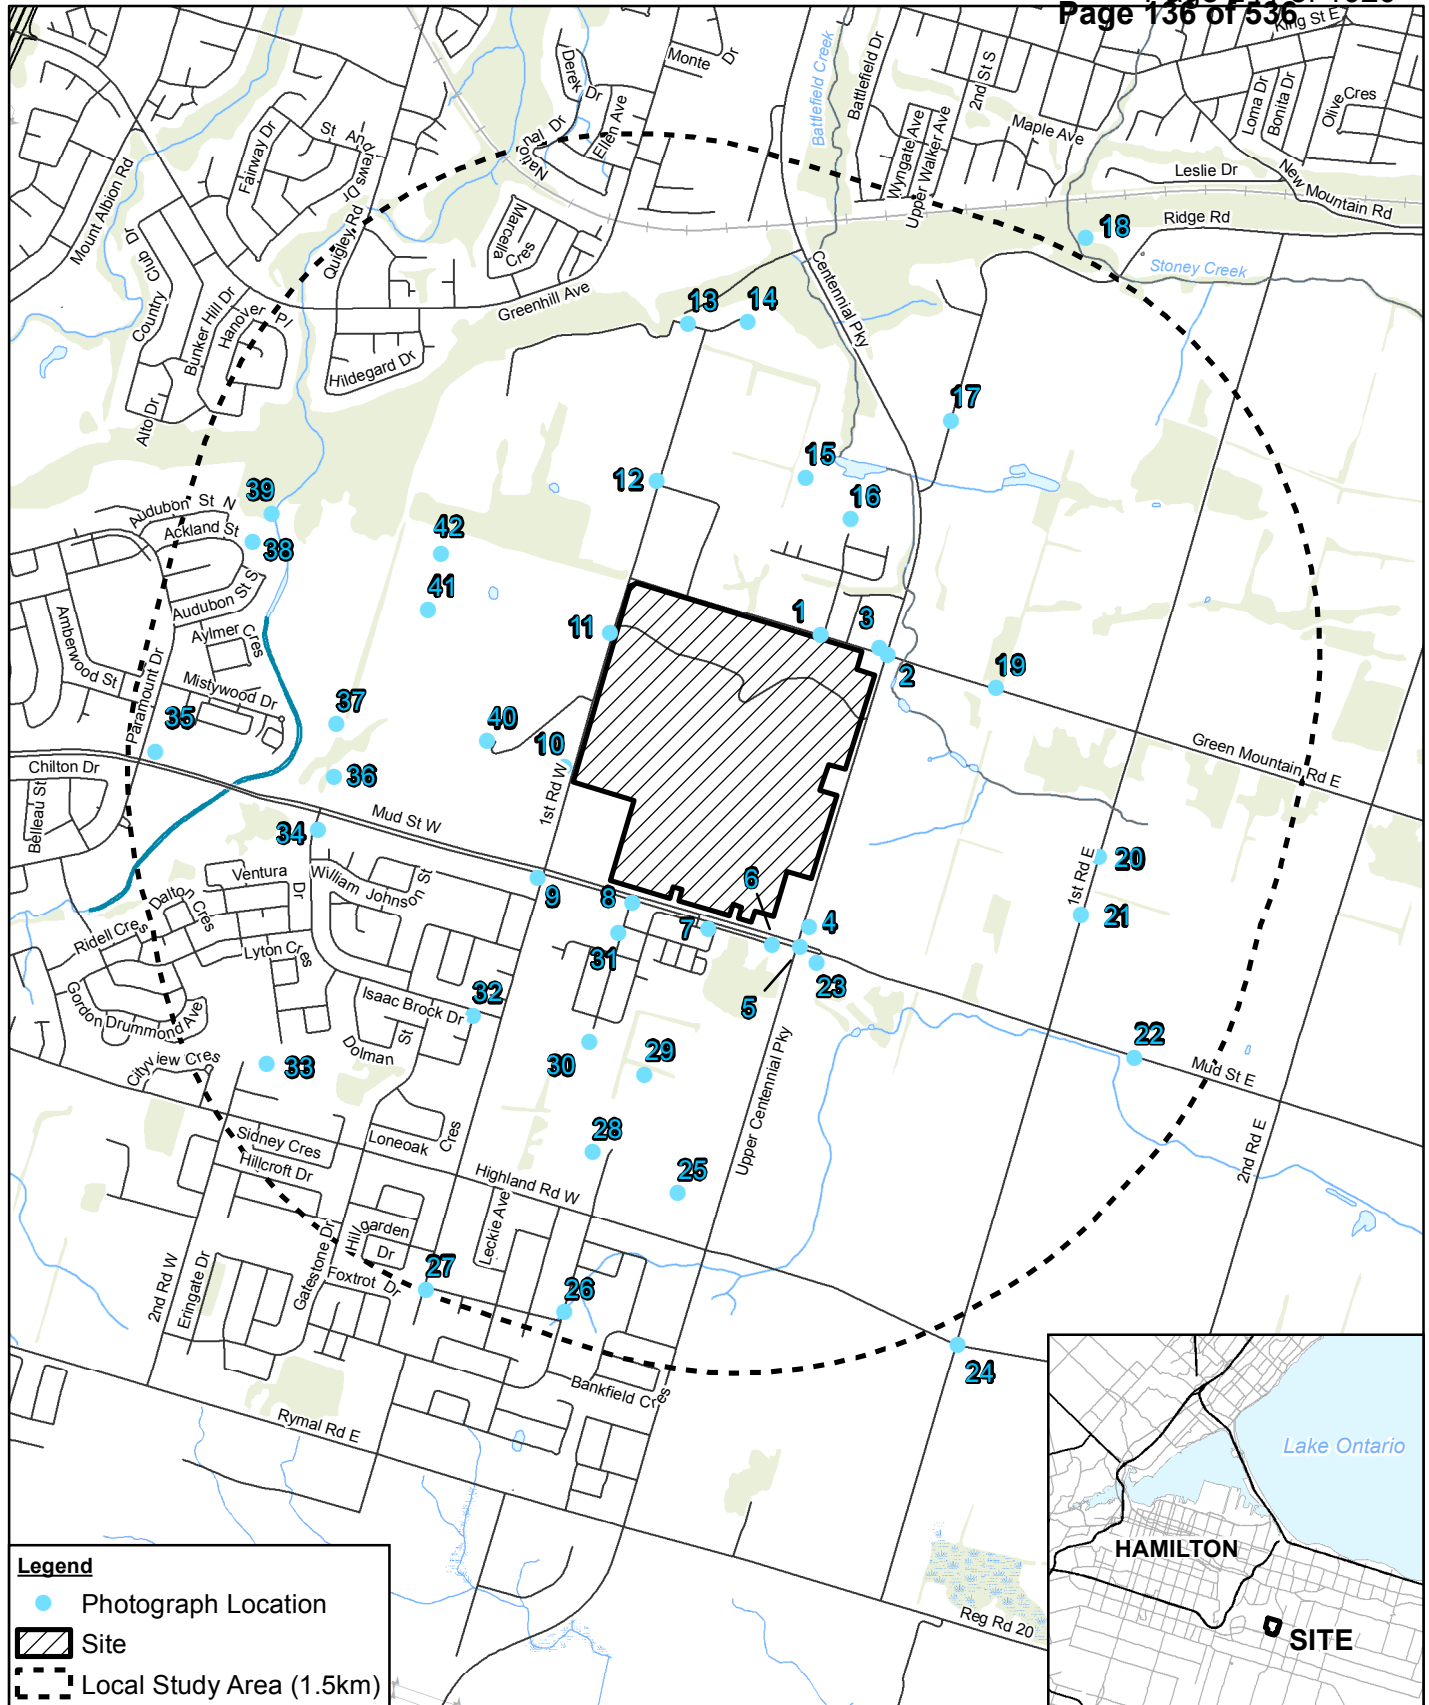 Page 136 of 536
King St E
Monte Dr
Derek Dr
Ellen Ave
National Dr
Battlefield Creek
Battlefield Dr
2nd St S
Lorna Dr
Bonita Dr
Olive Cres
Maple Ave
Wyngate Ave
Upper Walker Ave
Leslie Dr
New Mountain Rd
Ridge Rd
18
Stoney Creek
St Andrews Dr
Fairway Dr
Mount Albion Rd
Quigley Rd
Marcella Cres
Country Club Dr
Bunker Hill Dr
Hanover Pl
Greenhill Ave
Centennial Pky
13
14
Hildegard Dr
Alto Dr
17
15
12
16
39
Audubon St N
Ackland St
38
42
41
Audubon St S
Aylmer Cres
Amberwood St
Paramount Dr
Mistywood Dr
11
1
3
2
19
35
37
40
10
36
Green Mountain Rd E
Chilton Dr
Belleau St
1st Rd W
Mud St W
34
20
1st Rd E
21
Ventura Dr
William Johnson St
9
8
6
7
4
Dalton Cres
Ridell Cres
Lyton Cres
31
5
23
Gordon Drummond Ave
Isaac Brock Dr
32
Dolman St
30
29
22
Mud St E
Cityview Cres
33
Upper Centennial Pky
28
2nd Rd E
Sidney Cres
Loneoak Cres
Hillcroft Dr
Highland Rd W
25
Hillgarden Dr
Leckie Ave
2nd Rd W
Eringate Dr
Gatestone Dr
Foxtrot Dr
27
26
24
Bankfield Cres
Rymal Rd E
Reg Rd 20
Lake Ontario
HAMILTON
SITE
Legend
Photograph Location
Site
Local Study Area (1.5km)